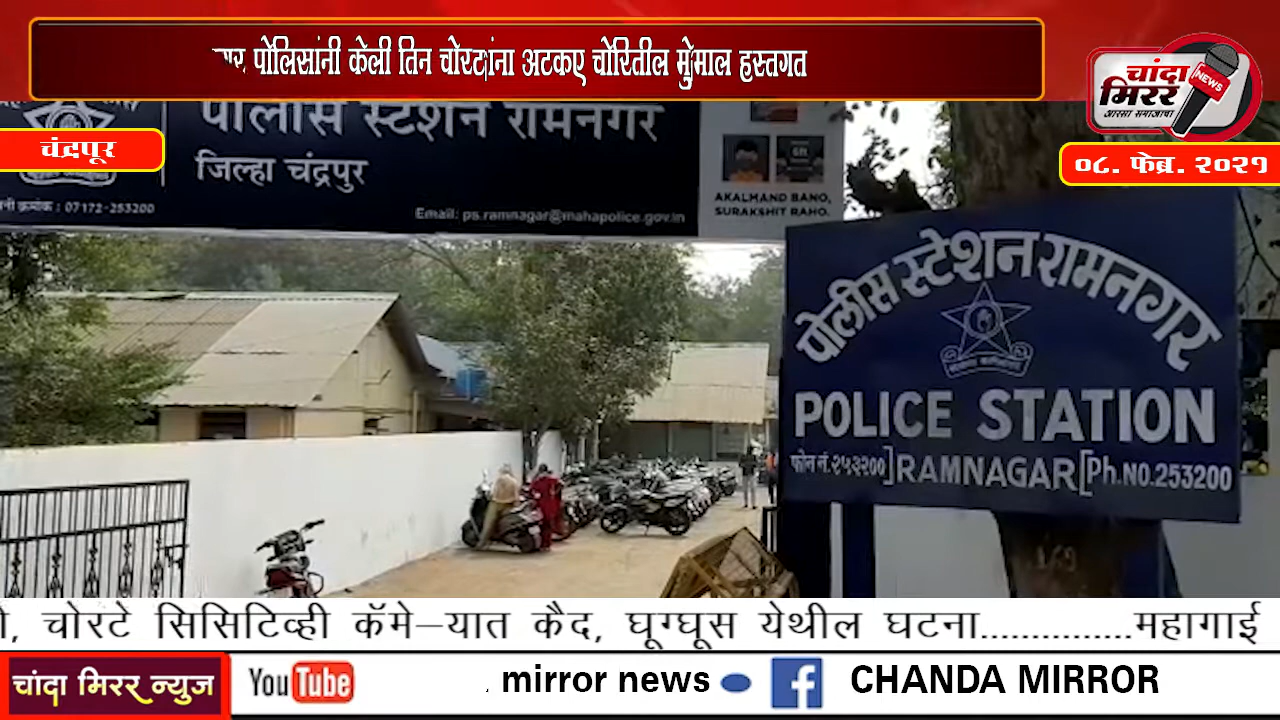 पोलिसांनी केली तिन चोरट्यांना अटकए चोरितील मुद्देमाल हस्तगत
चांदा
मिरर
आरसा समाजाचा
NEWS
चंद्रपूर
०८. फेब्र. २०२१
पोलीस स्टेशन रामनगर
जिल्हा चंद्रपुर
क्रमांक : 07172-253200
Email: ps.ramnagar@mahapolice.gov.in
AKALMAND BANO,
SURAKSHIT RAHO.
पोलीस स्टेशन रामनगर
POLICE STATION
फोन नं. २५३२००] RAMNAGAR [Ph.NO.253200
चोरटे सिसिटिव्ही कॅमे–यात कैद, घूग्घूस येथील घटना...............महागाई
चांदा मिरर न्युज
YouTube
mirror news
f
CHANDA MIRROR